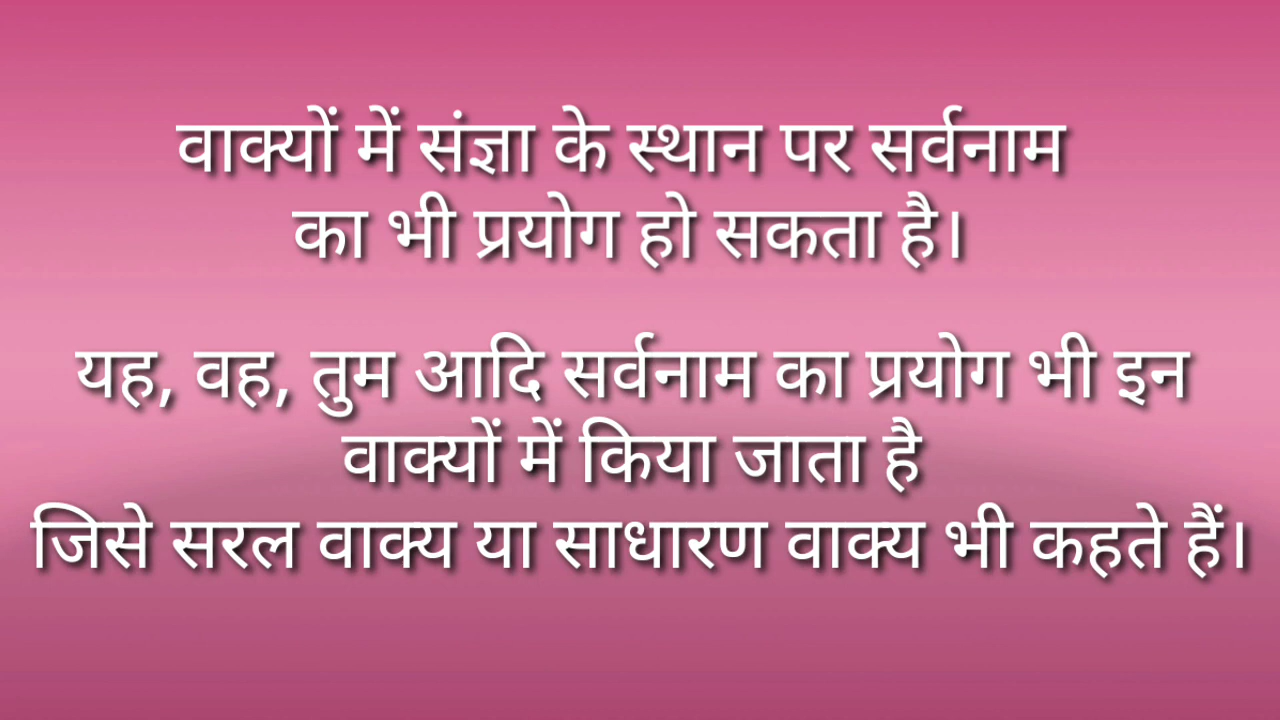 वाक्यों में संज्ञा के स्थान पर सर्वनाम
का भी प्रयोग हो सकता है।
यह, वह, तुम आदि सर्वनाम का प्रयोग भी इन
वाक्यों में किया जाता है
जिसे सरल वाक्य या साधारण वाक्य भी कहते हैं।